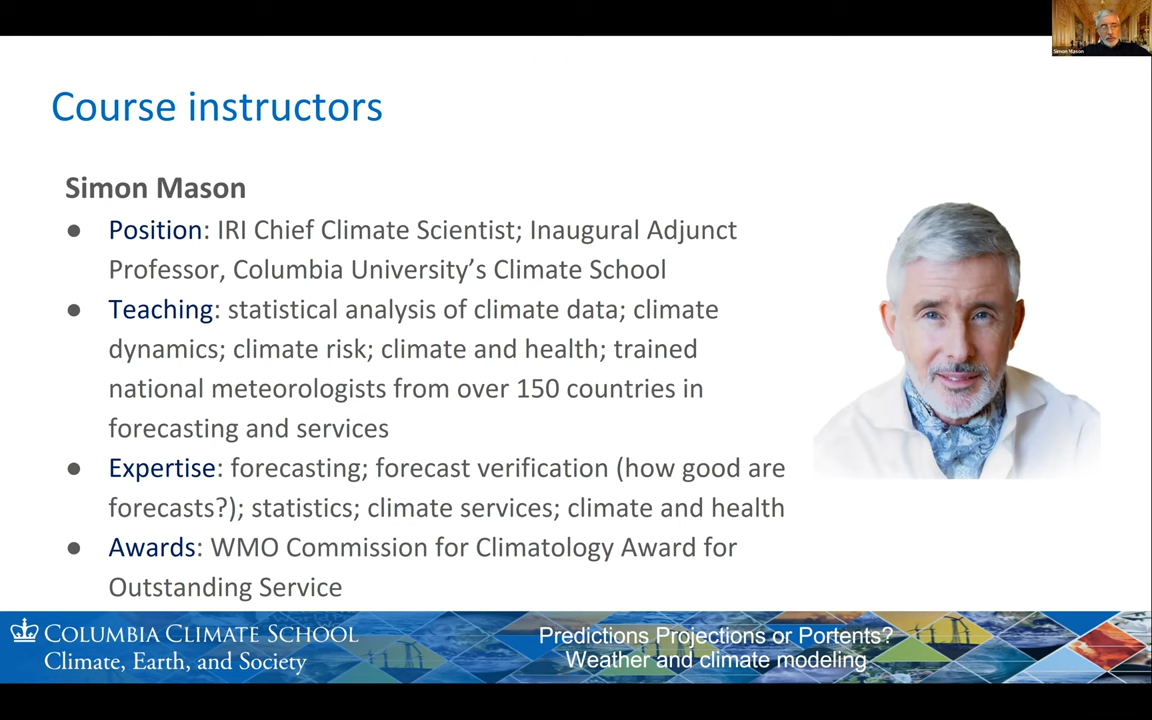 Simon Mason
Course instructors
Simon Mason
● Position: IRI Chief Climate Scientist; Inaugural Adjunct
Professor, Columbia University’s Climate School
● Teaching: statistical analysis of climate data; climate
dynamics; climate risk; climate and health; trained
national meteorologists from over 150 countries in
forecasting and services
● Expertise: forecasting; forecast verification (how good are
forecasts?); statistics; climate services; climate and health
● Awards: WMO Commission for Climatology Award for
Outstanding Service
COLUMBIA CLIMATE SCHOOL
Climate, Earth, and Society
Predictions Projections or Portents?
Weather and climate modeling